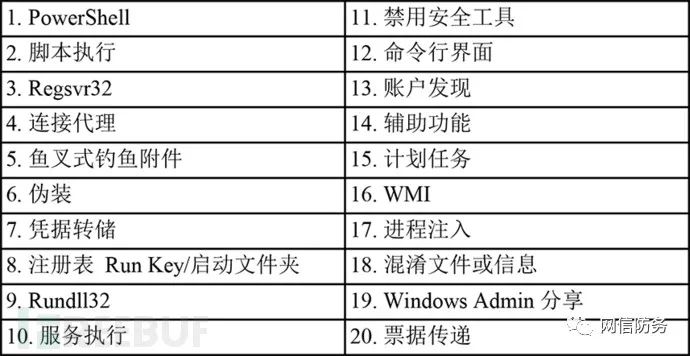 1. PowerShell
11. 禁用安全工具
2. 脚本执行
12. 命令行界面
3. Regsvr32
13. 账户发现
4. 连接代理
14. 辅助功能
5. 鱼叉式钓鱼附件
15. 计划任务
6. 伪装
16. WMI
7. 凭据转储
17. 进程注入
8. 注册表 Run Key/启动文件夹
18. 混淆文件或信息
9. Rundll32
19. Windows Admin 分享
10. 服务执行
20. 票据传递
网信防务